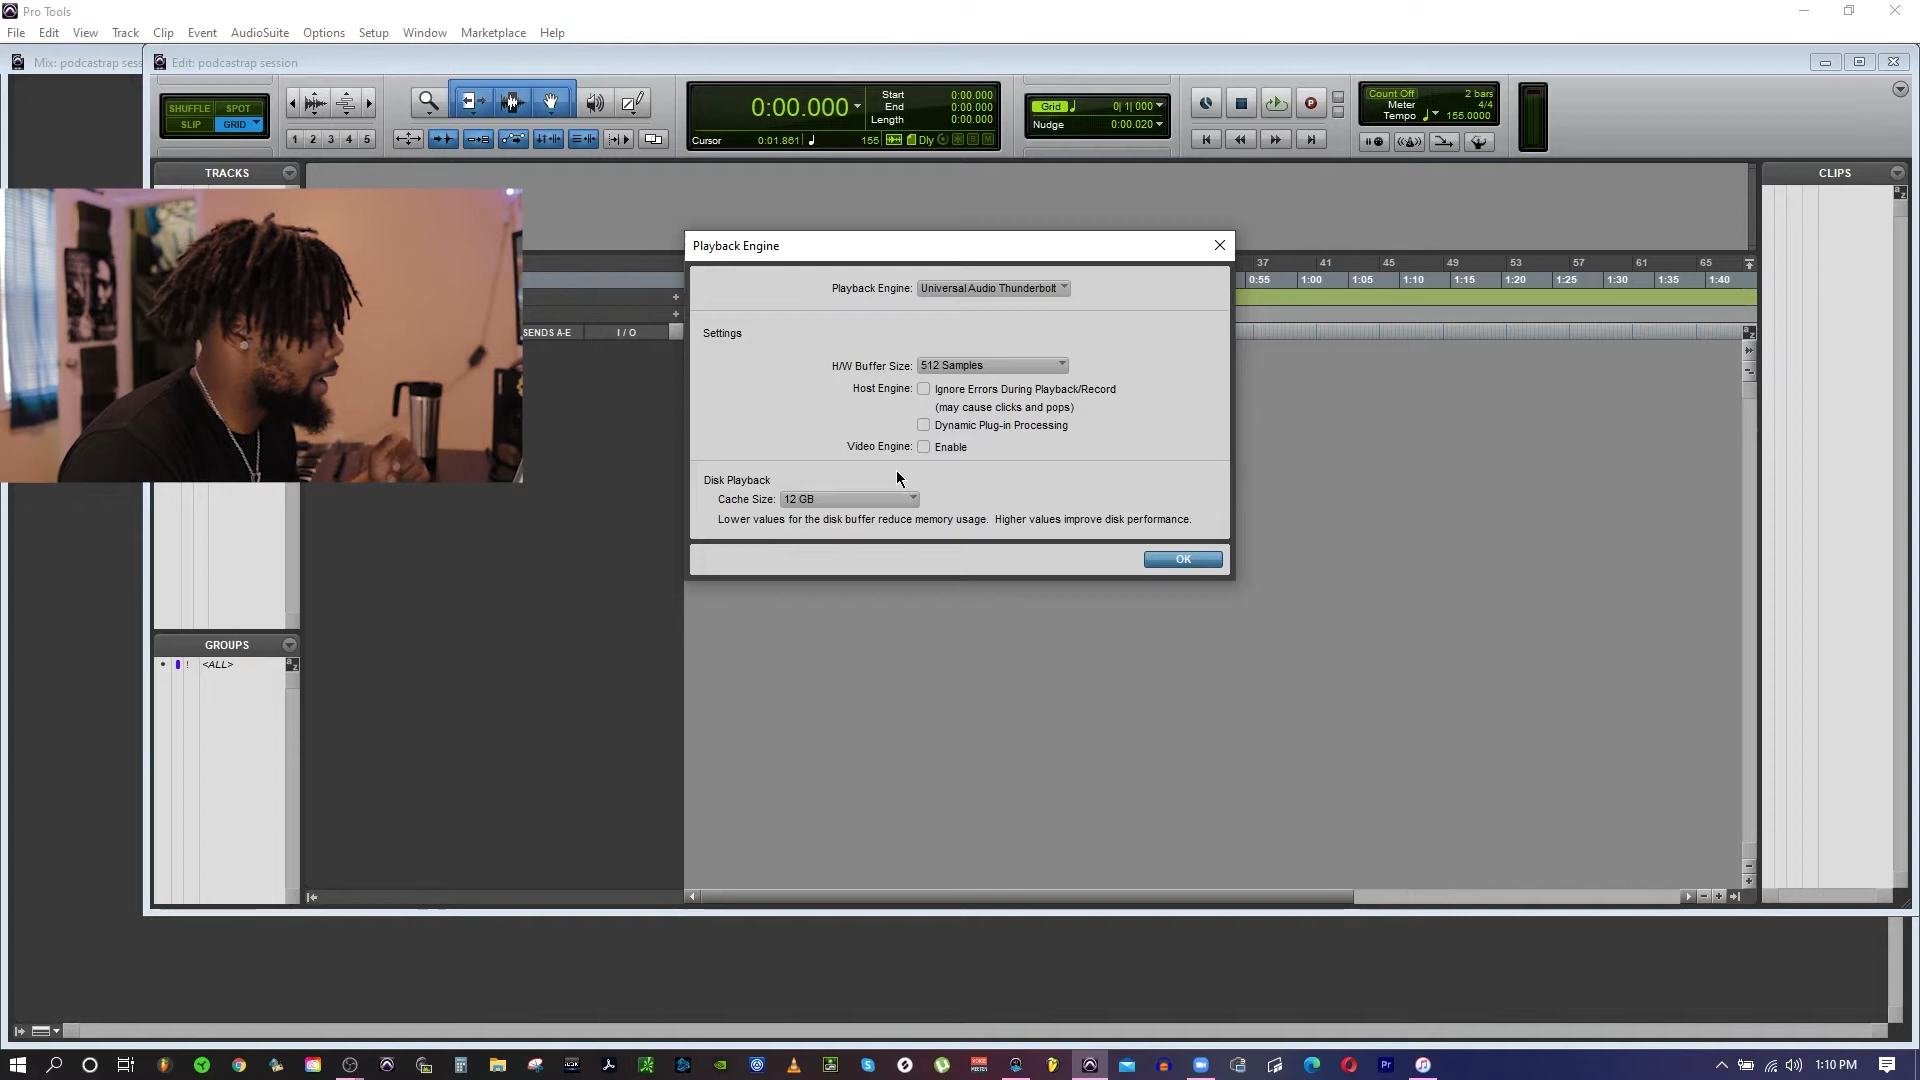 Pro Tools
File Edit View Track Clip Event AudioSuite Options Setup Window Marketplace Help
Mix: podcastrap sess
Edit: podcastrap session
SHUFFLE SPOT
SLIP GRID
1 2 3 4 5
0:00.000
Start 0:00.000
End 0:00.000
Length 0:00.000
Cursor 0:01.861 155 Dly
Grid 0| 1| 000
Nudge 0:00.020
Count Off 2 bars
Meter 4/4
Tempo 155.0000
TRACKS
CLIPS
Playback Engine
37 41 45 49 53 57 61 65
0:55 1:00 1:05 1:10 1:15 1:20 1:25 1:30 1:35 1:40
SENDS A-E I / O
Playback Engine: Universal Audio Thunderbolt
Settings
H/W Buffer Size: 512 Samples
Host Engine: Ignore Errors During Playback/Record
(may cause clicks and pops)
Dynamic Plug-in Processing
Video Engine: Enable
Disk Playback
Cache Size: 12 GB
Lower values for the disk buffer reduce memory usage. Higher values improve disk performance.
OK
GROUPS
! <ALL>
1:10 PM